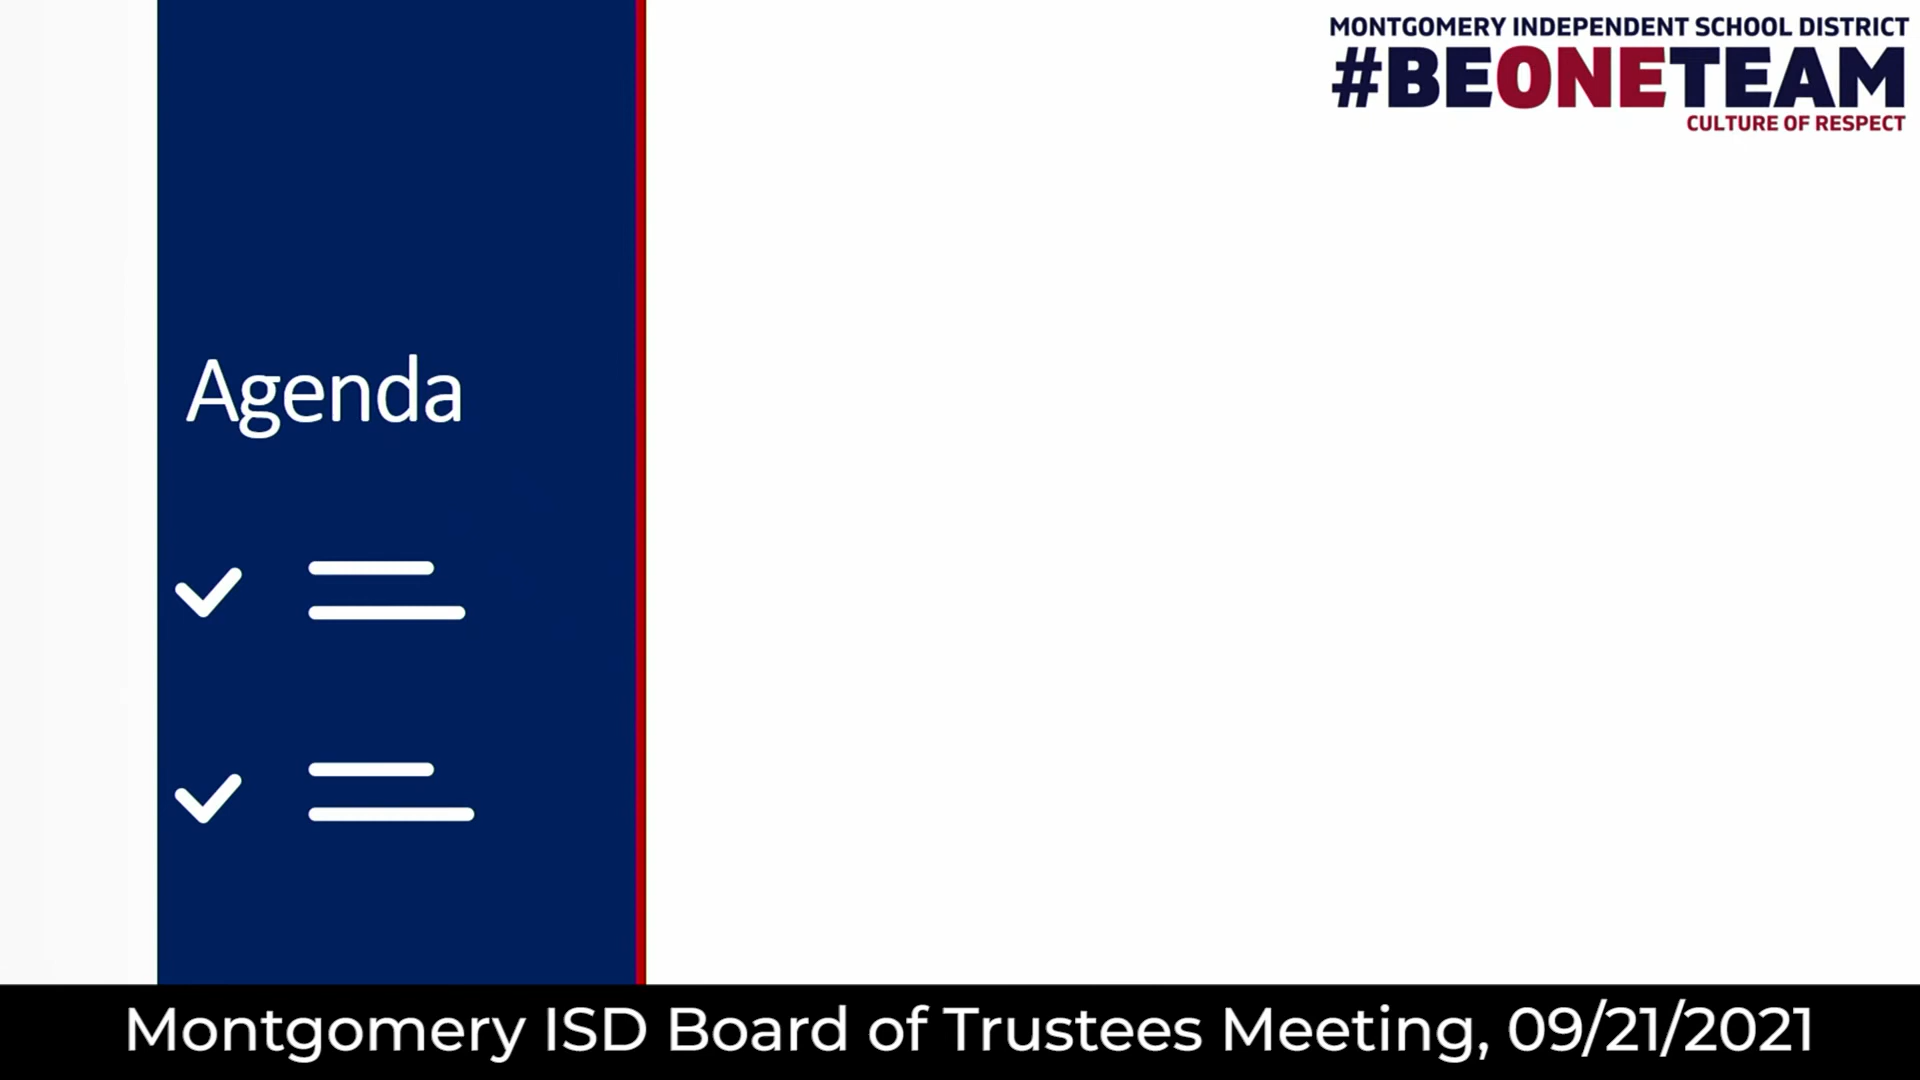 MONTGOMERY INDEPENDENT SCHOOL DISTRICT
#BEONETEAM
CULTURE OF RESPECT
Agenda
Montgomery ISD Board of Trustees Meeting, 09/21/2021